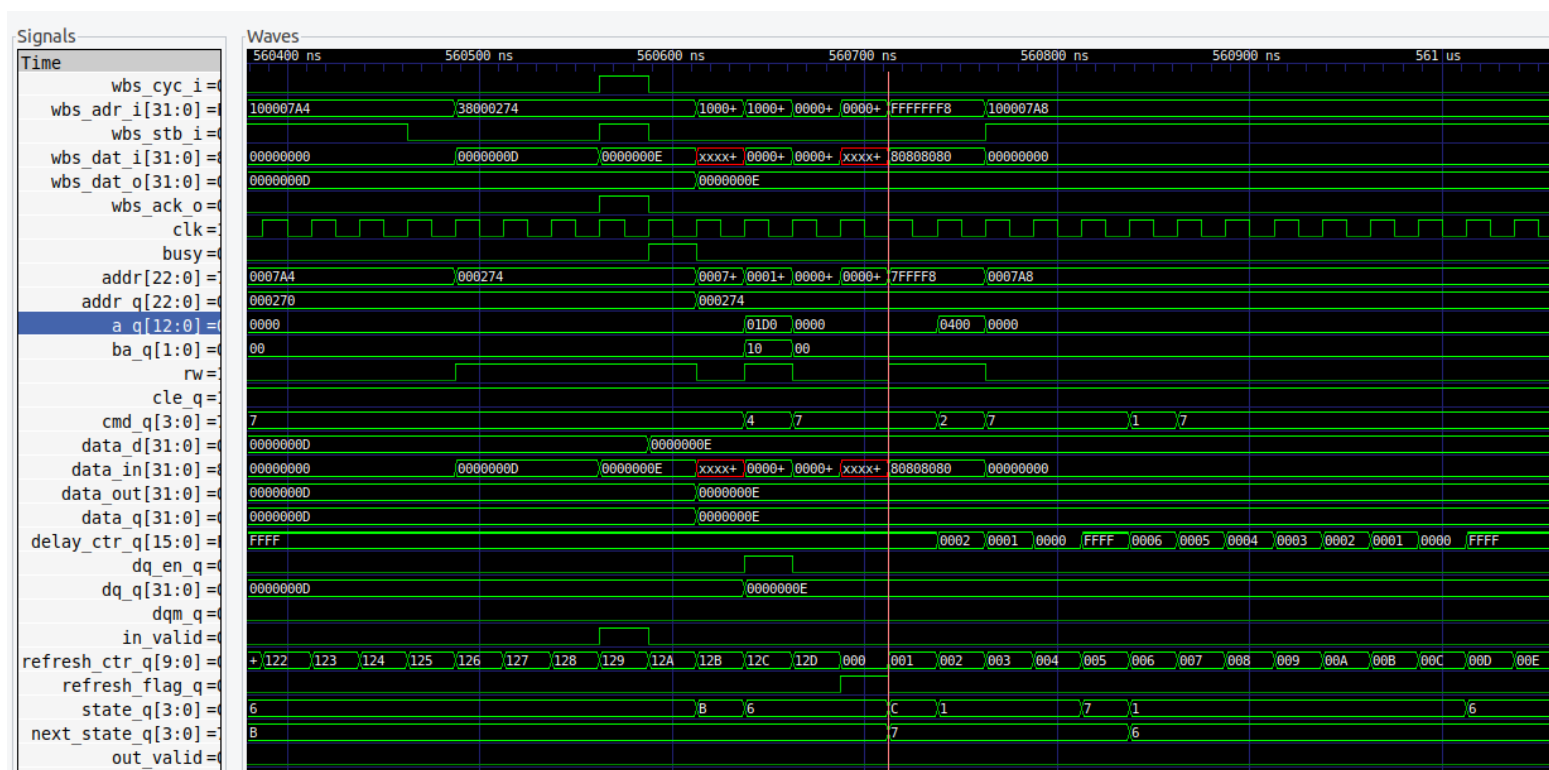 Signals Waves
Time 560400 ns 560500 ns 560600 ns 560700 ns 560800 ns 560900 ns 561 us
wbs_cyc_i =
wbs_adr_i[31:0] = 100007A4 38000274 1000+ 1000+ 0000+ 0000+ FFFFFFF8 100007A8
wbs_stb_i =
wbs_dat_i[31:0] = 00000000 0000000D 0000000E xxxx+ 0000+ 0000+ xxxx+ 80808080 00000000
wbs_dat_o[31:0] = 0000000D 0000000E
wbs_ack_o =
clk =
busy =
addr[22:0] = 0007A4 000274 0007+ 0001+ 0000+ 0000+ 7FFFF8 0007A8
addr_q[22:0] = 000270 000274
a_q[12:0] = 0000 01D0 0000 0400 0000
ba_q[1:0] = 00 10 00
rw =
cle_q =
cmd_q[3:0] = 7 4 7 2 7 1 7
data_d[31:0] = 0000000D 0000000E
data_in[31:0] = 00000000 0000000D 0000000E xxxx+ 0000+ 0000+ xxxx+ 80808080 00000000
data_out[31:0] = 0000000D 0000000E
data_q[31:0] = 0000000D 0000000E
delay_ctr_q[15:0] = FFFF 0002 0001 0000 FFFF 0006 0005 0004 0003 0002 0001 0000 FFFF
dq_en_q =
dq_q[31:0] = 0000000D 0000000E
dqm_q =
in_valid =
refresh_ctr_q[9:0] = + 122 123 124 125 126 127 128 129 12A 12B 12C 12D 000 001 002 003 004 005 006 007 008 009 00A 00B 00C 00D 00E
refresh_flag_q =
state_q[3:0] = 6 B 6 C 1 7 1 6
next_state_q[3:0] = B 7 6
out_valid =